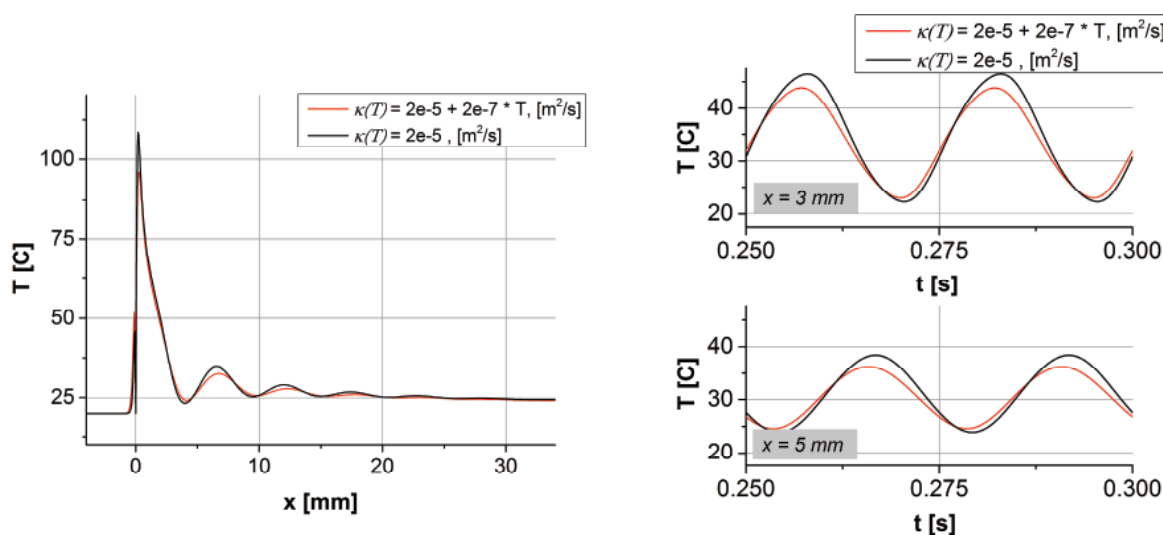 κ(T) = 2e-5 + 2e-7 * T, [m²/s]
κ(T) = 2e-5 , [m²/s]
100
75
50
25
T [C]
0
10
20
30
x [mm]
κ(T) = 2e-5 + 2e-7 * T, [m²/s]
κ(T) = 2e-5 , [m²/s]
40
30
20
T [C]
x = 3 mm
0.250
0.275
0.300
t [s]
40
30
20
T [C]
x = 5 mm
0.250
0.275
0.300
t [s]